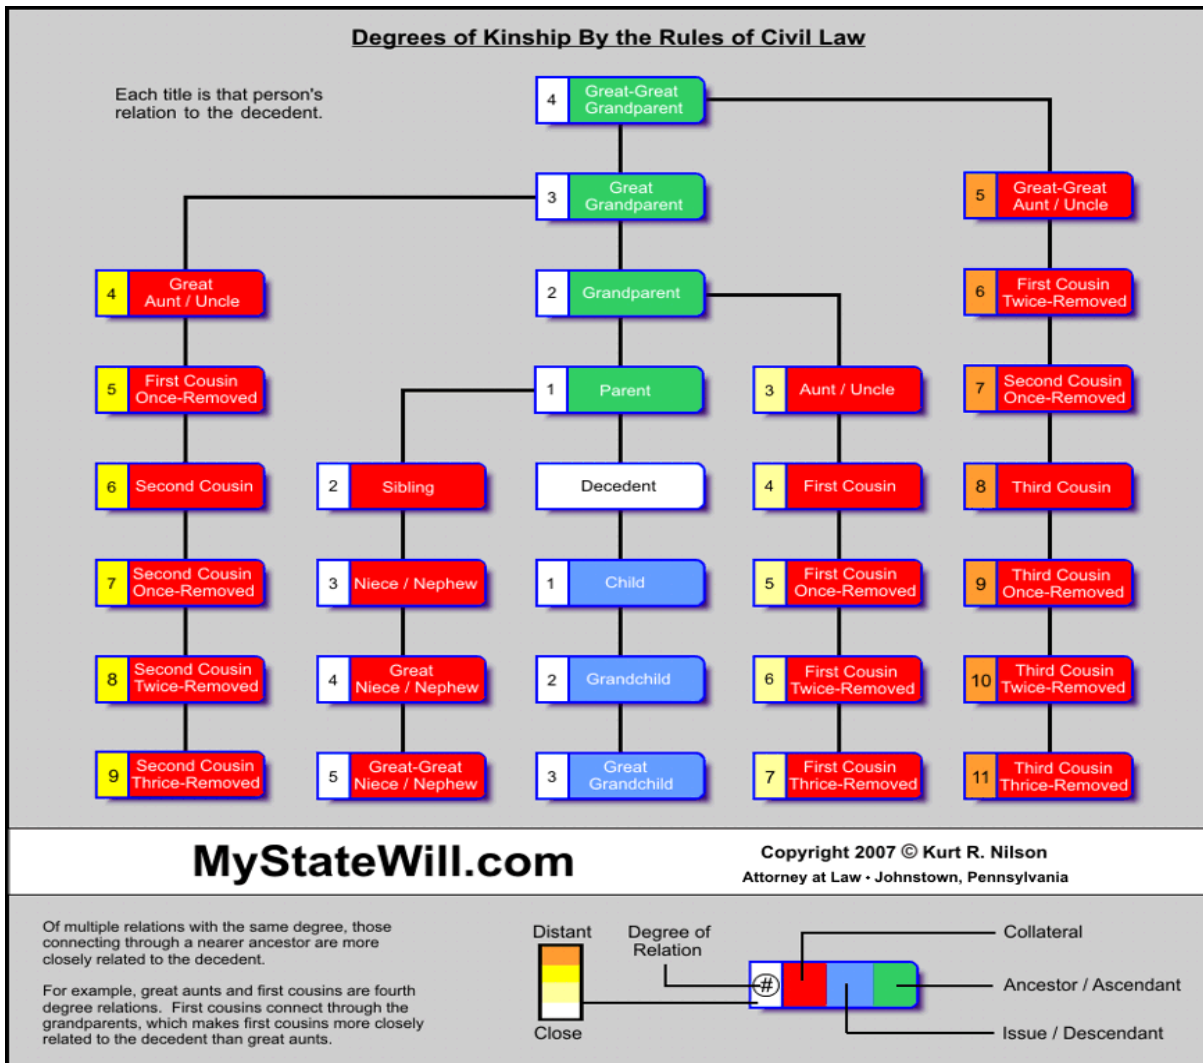 Degrees of Kinship By the Rules of Civil Law
Each title is that person's
relation to the decedent.
4
Great-Great
Grandparent
3
Great
Grandparent
5
Great-Great
Aunt / Uncle
4
Great
Aunt / Uncle
2
Grandparent
6
First Cousin
Twice-Removed
5
First Cousin
Once-Removed
1
Parent
3
Aunt / Uncle
7
Second Cousin
Once-Removed
6
Second Cousin
2
Sibling
Decedent
4
First Cousin
8
Third Cousin
7
Second Cousin
Once-Removed
3
Niece / Nephew
1
Child
5
First Cousin
Once-Removed
9
Third Cousin
Once-Removed
8
Second Cousin
Twice-Removed
4
Great
Niece / Nephew
2
Grandchild
6
First Cousin
Twice-Removed
10
Third Cousin
Twice-Removed
9
Second Cousin
Thrice-Removed
5
Great-Great
Niece / Nephew
3
Great
Grandchild
7
First Cousin
Thrice-Removed
11
Third Cousin
Thrice-Removed
MyStateWill.com
Copyright 2007 © Kurt R. Nilson
Attorney at Law • Johnstown, Pennsylvania
Of multiple relations with the same degree, those
connecting through a nearer ancestor are more
closely related to the decedent.
For example, great aunts and first cousins are fourth
degree relations. First cousins connect through the
grandparents, which makes first cousins more closely
related to the decedent than great aunts.
Distant
Close
Degree of
Relation
#
Collateral
Ancestor / Ascendant
Issue / Descendant